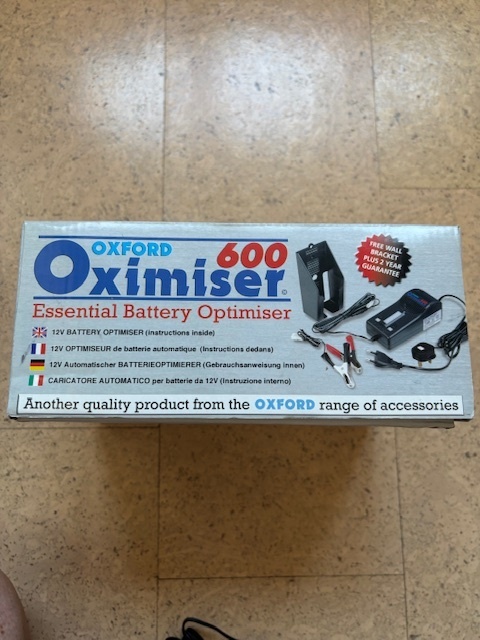 OXFORD
600
Oximiser©
Essential Battery Optimiser
FREE WALL
BRACKET
PLUS 2 YEAR
GUARANTEE
12V BATTERY OPTIMISER (instructions inside)
12V OPTIMISEUR de batterie automatique (Instructions dedans)
12V Automatischer BATTERIEOPTIMIERER (Gebrauchsanweisung innen)
CARICATORE AUTOMATICO per batterie da 12V (Instruzione interno)
Another quality product from the OXFORD range of accessories